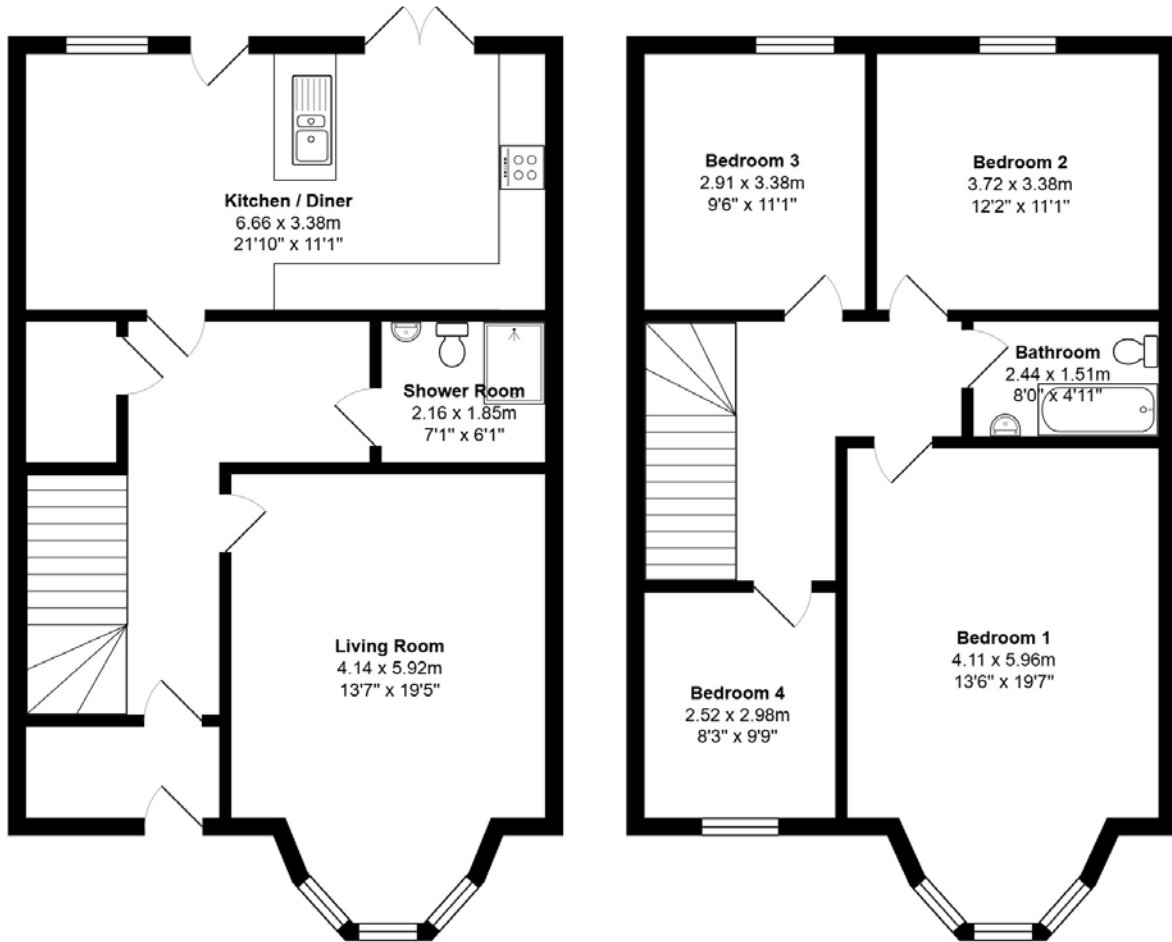 Kitchen / Diner
6.66 x 3.38m
21'10" x 11'1"
Shower Room
2.16 x 1.85m
7'1" x 6'1"
Living Room
4.14 x 5.92m
13'7" x 19'5"
Bedroom 3
2.91 x 3.38m
9'6" x 11'1"
Bedroom 2
3.72 x 3.38m
12'2" x 11'1"
Bathroom
2.44 x 1.51m
8'0" x 4'11"
Bedroom 1
4.11 x 5.96m
13'6" x 19'7"
Bedroom 4
2.52 x 2.98m
8'3" x 9'9"